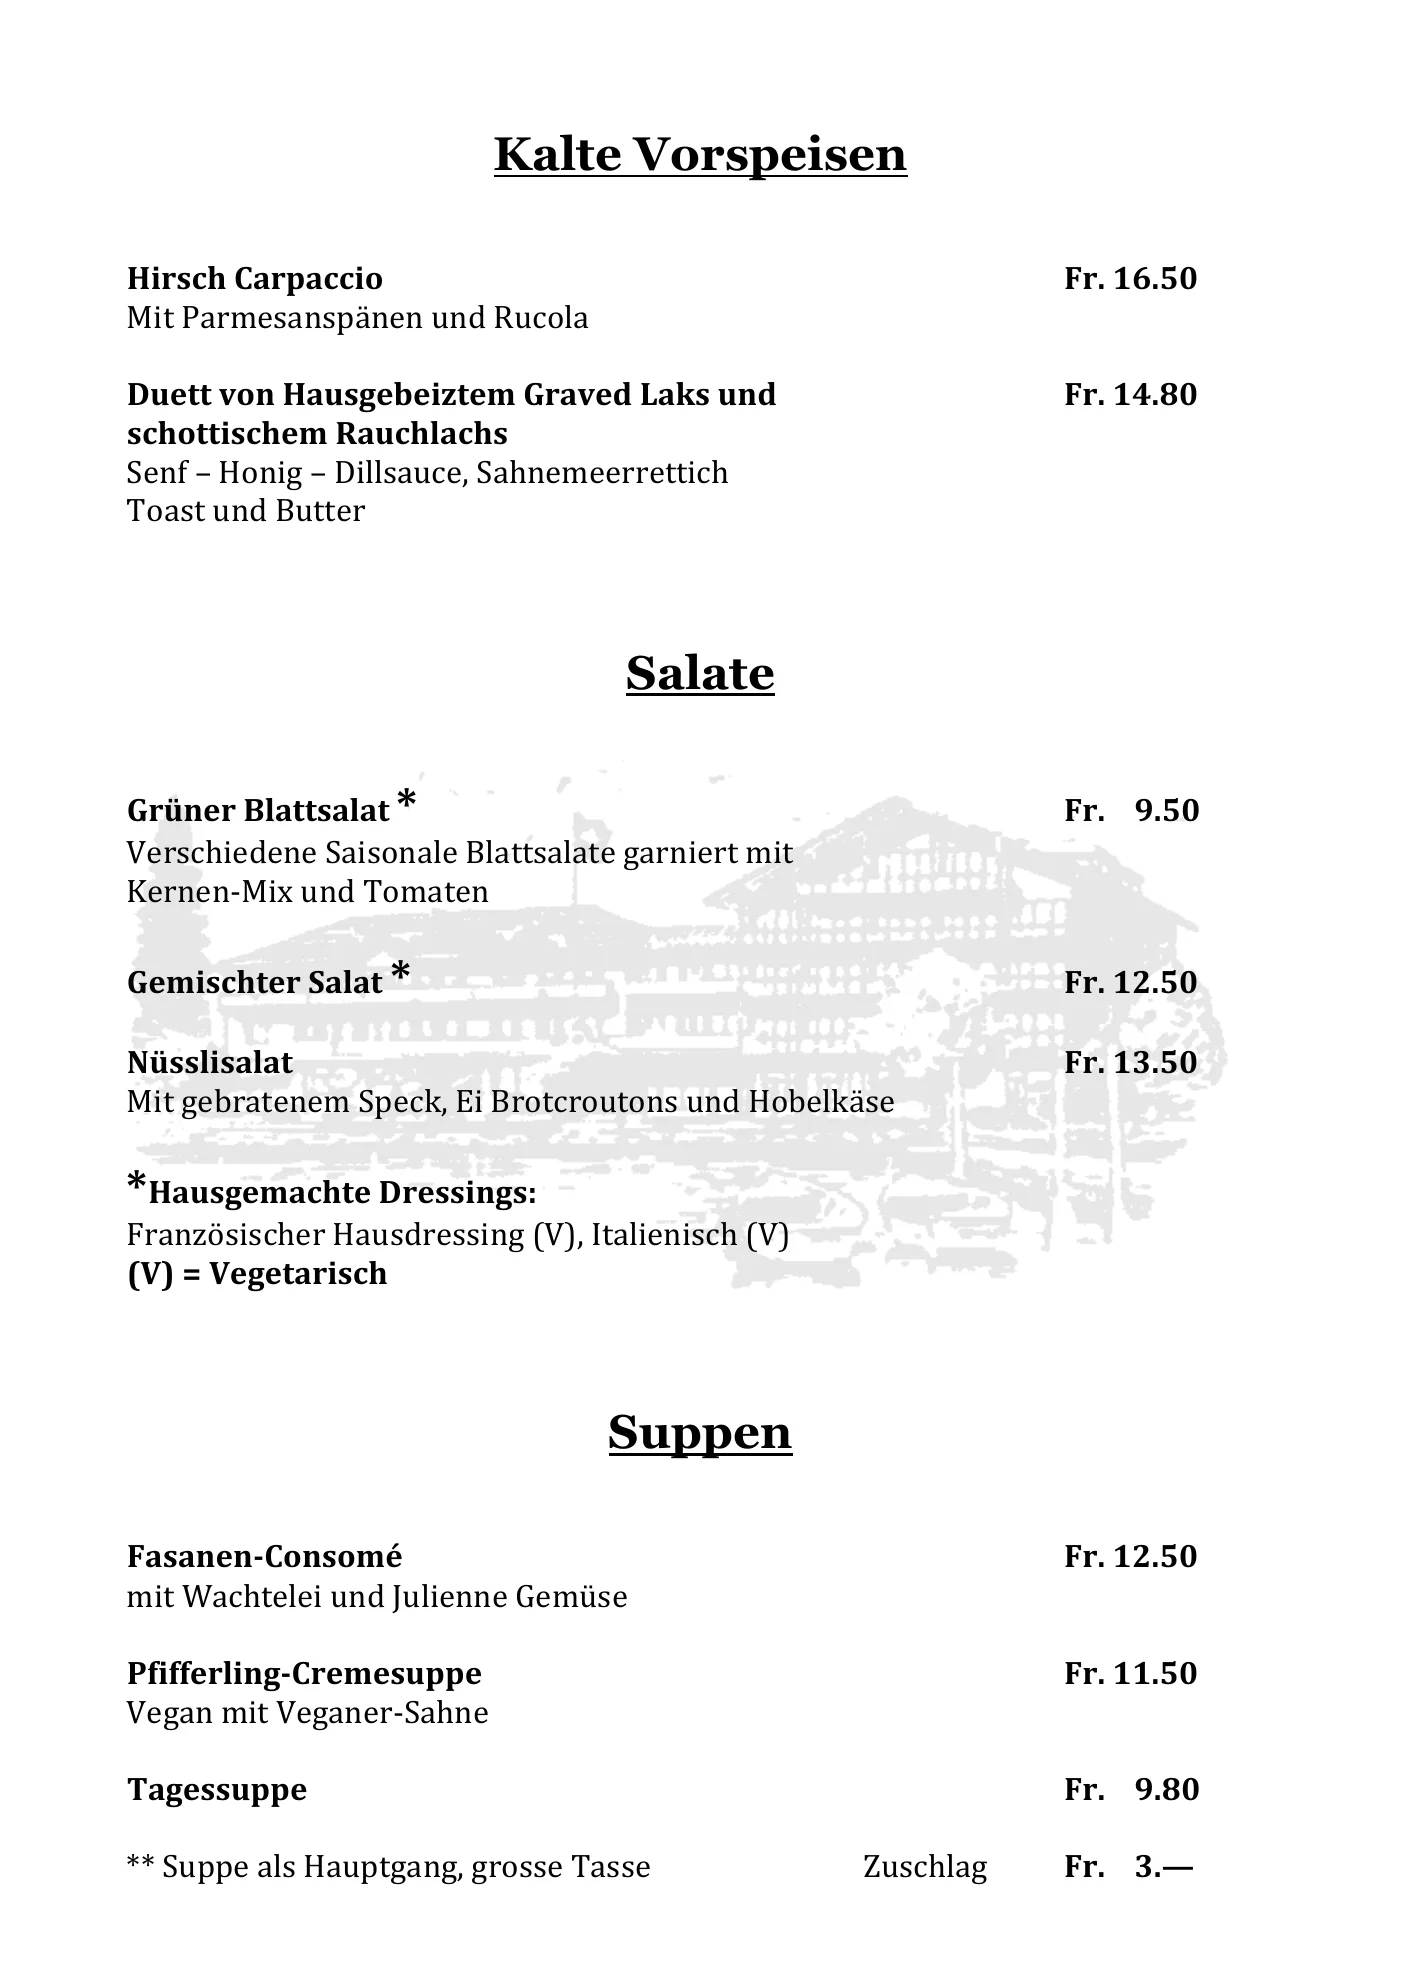 Kalte Vorspeisen
Hirsch Carpaccio Fr. 16.50
Mit Parmesanspänen und Rucola
Duett von Hausgebeiztem Graved Laks und Fr. 14.80
schottischem Rauchlachs
Senf – Honig – Dillsauce, Sahnemeerrettich
Toast und Butter
Salate
Grüner Blattsalat * Fr. 9.50
Verschiedene Saisonale Blattsalate garniert mit
Kernen-Mix und Tomaten
Gemischter Salat * Fr. 12.50
Nüsslisalat Fr. 13.50
Mit gebratenem Speck, Ei Brotcroutons und Hobelkäse
*Hausgemachte Dressings:
Französischer Hausdressing (V), Italienisch (V)
(V) = Vegetarisch
Suppen
Fasanen-Consomé Fr. 12.50
mit Wachtelei und Julienne Gemüse
Pfifferling-Cremesuppe Fr. 11.50
Vegan mit Veganer-Sahne
Tagessuppe Fr. 9.80
** Suppe als Hauptgang, grosse Tasse Zuschlag Fr. 3.—